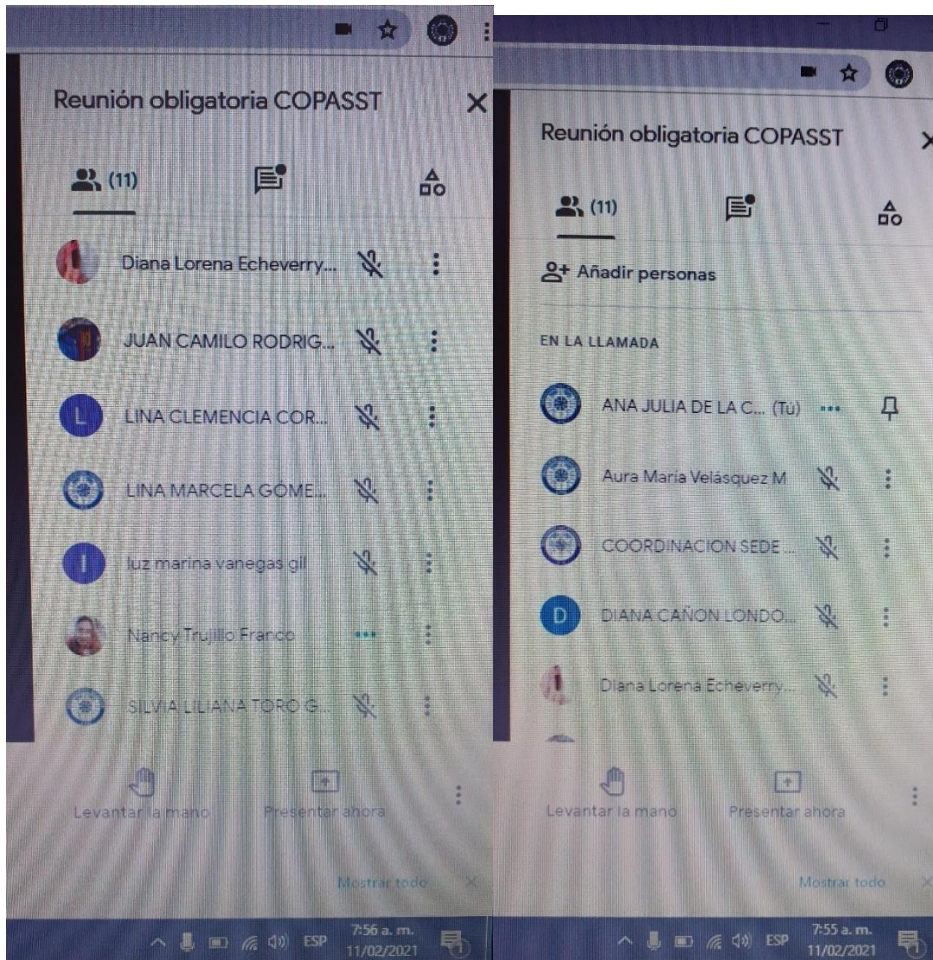 Reunión obligatoria COPASST
(11)
Diana Lorena Echeverry...
JUAN CAMILO RODRIG...
L
LINA CLEMENCIA COR...
LINA MARCELA GÓME...
l
luz marina vanegas gil
Nancy Trujillo Franco
SILVIA LILIANA TORO G...
Levantar la mano
Presentar ahora
Mostrar todo
ESP
7:56 a. m.
11/02/2021
1
Reunión obligatoria COPASST
(11)
Añadir personas
EN LA LLAMADA
ANA JULIA DE LA C... (Tú)
Aura María Velásquez M
COORDINACION SEDE ...
D
DIANA CAÑON LONDO...
Diana Lorena Echeverry...
Levantar la mano
Presentar ahora
Mostrar todo
ESP
7:55 a. m.
11/02/2021
1